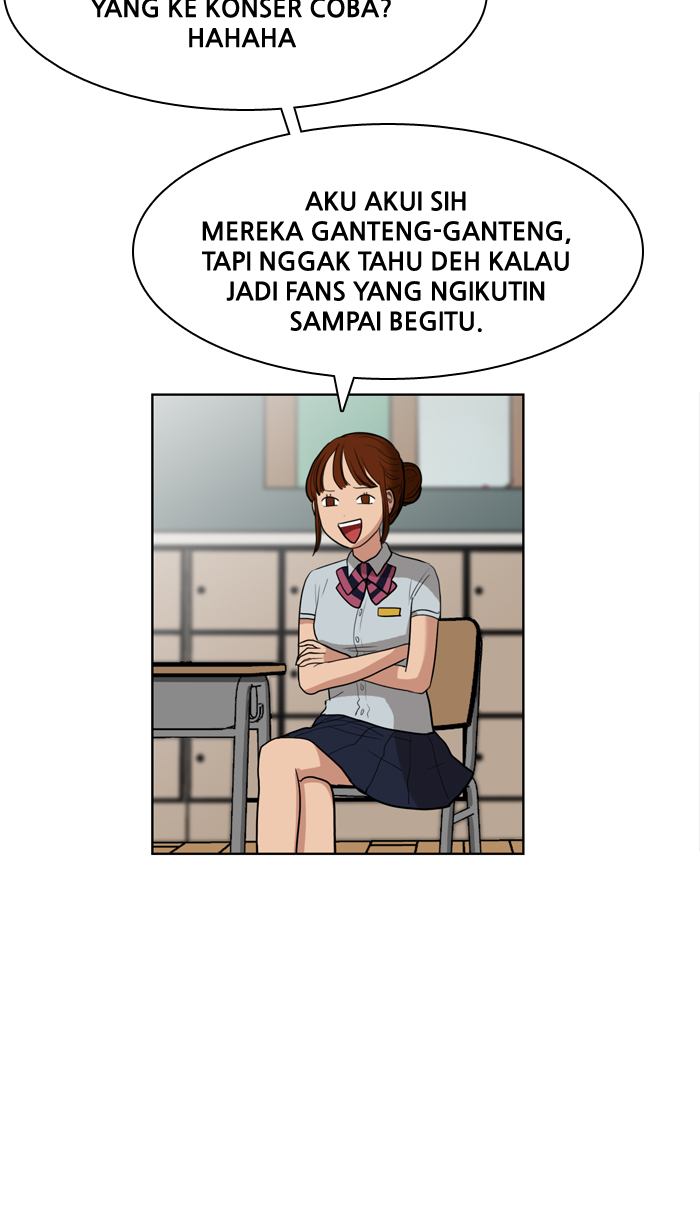 YANG KE KONSER COBA?
HAHAHA
AKU AKUI SIH
MEREKA GANTENG-GANTENG,
TAPI NGGAK TAHU DEH KALAU
JADI FANS YANG NGIKUTIN
SAMPAI BEGITU.